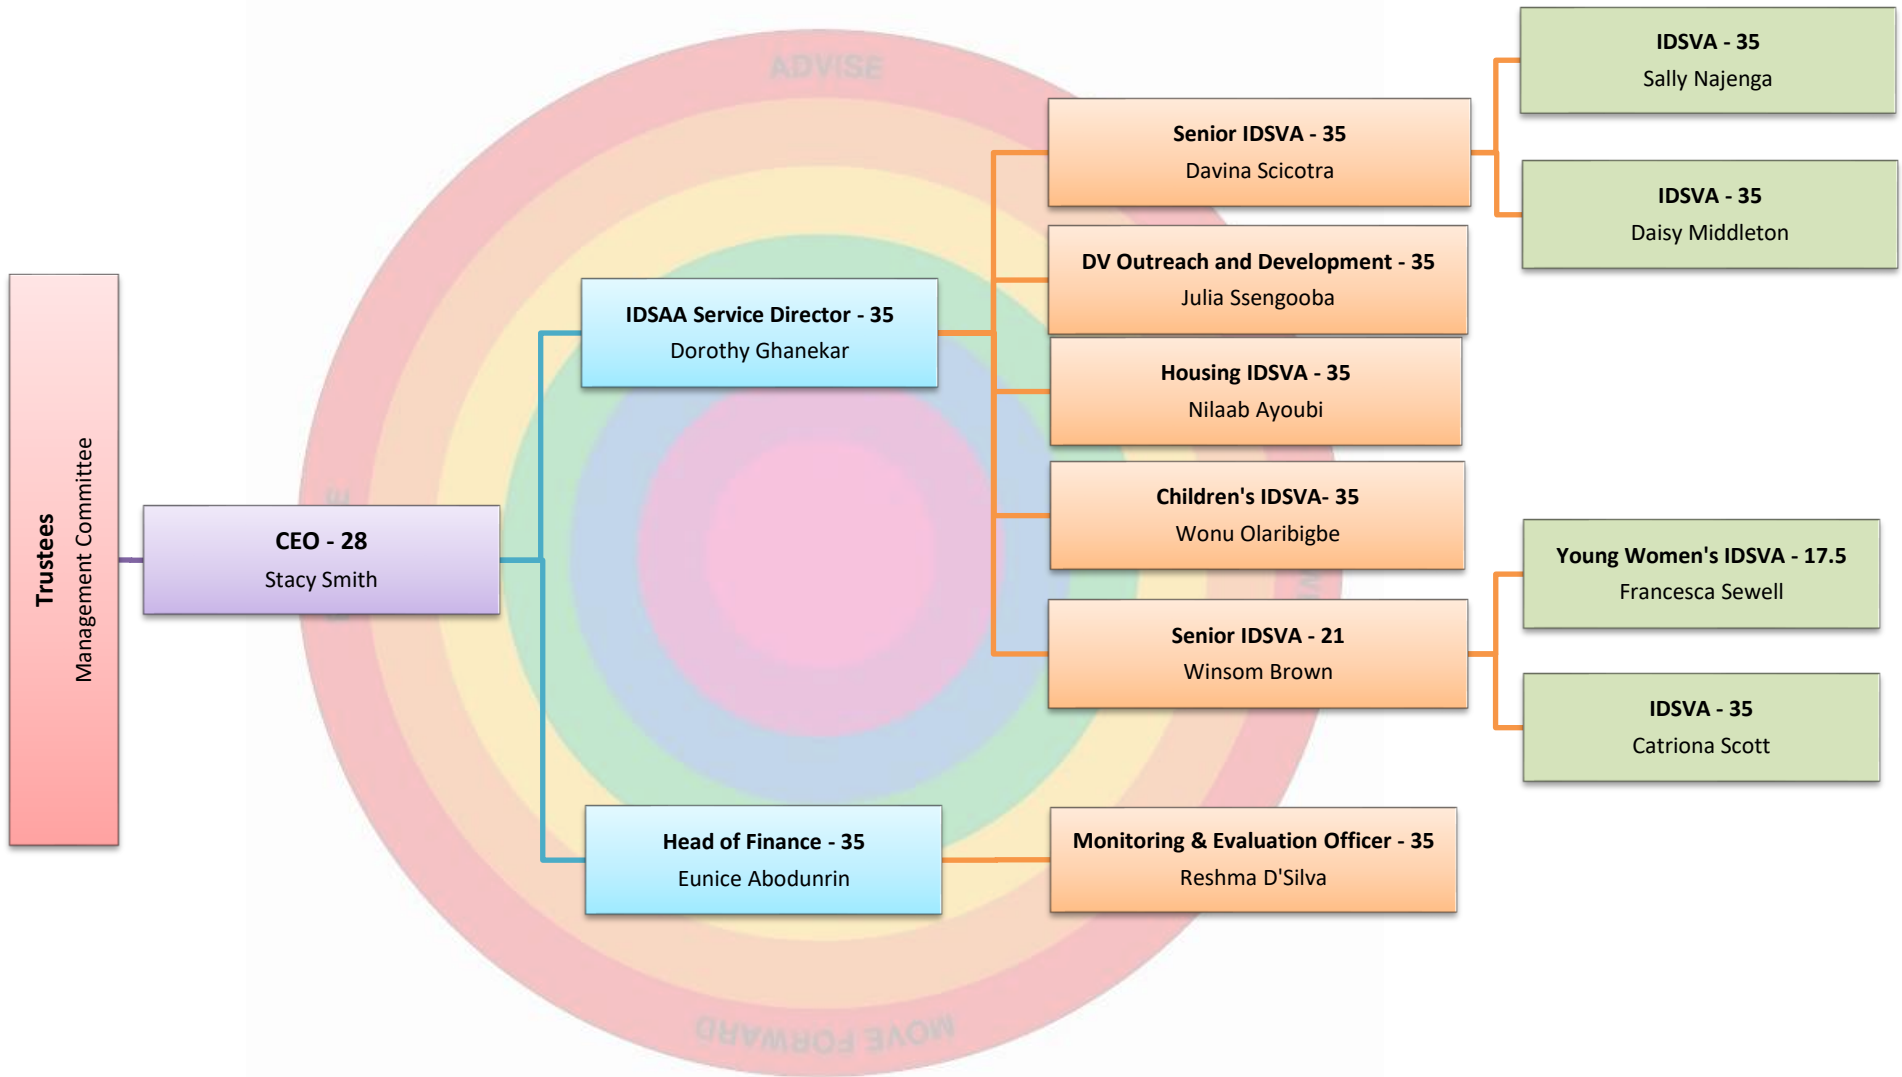 Trustees
Management Committee
CEO - 28
Stacy Smith
IDSAA Service Director - 35
Dorothy Ghanekar
Head of Finance - 35
Eunice Abodunrin
Senior IDSVA - 35
Davina Scicotra
DV Outreach and Development - 35
Julia Ssengooba
Housing IDSVA - 35
Nilaab Ayoubi
Children's IDSVA- 35
Wonu Olaribigbe
Senior IDSVA - 21
Winsom Brown
Monitoring & Evaluation Officer - 35
Reshma D'Silva
IDSVA - 35
Sally Najenga
IDSVA - 35
Daisy Middleton
Young Women's IDSVA - 17.5
Francesca Sewell
IDSVA - 35
Catriona Scott
ADVISE
MOVE FORWARD